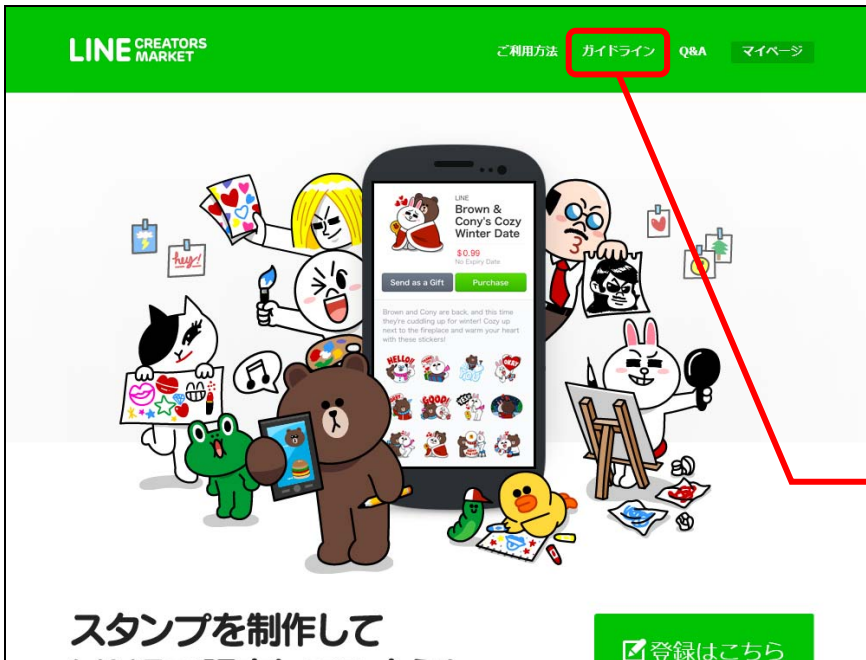 LINE CREATORS MARKET
ご利用方法 ガイドライン Q&A マイページ
hey!
LINE
Brown &
Cony's Cozy
Winter Date
$0.99
No Expiry Date
Send as a Gift Purchase
Brown and Cony are back, and this time
they're cuddling up for winter! Cozy up
next to the fireplace and warm your heart
with these stickers!
HELLO!
GOOD!
スタンプを制作して
登録はこちら